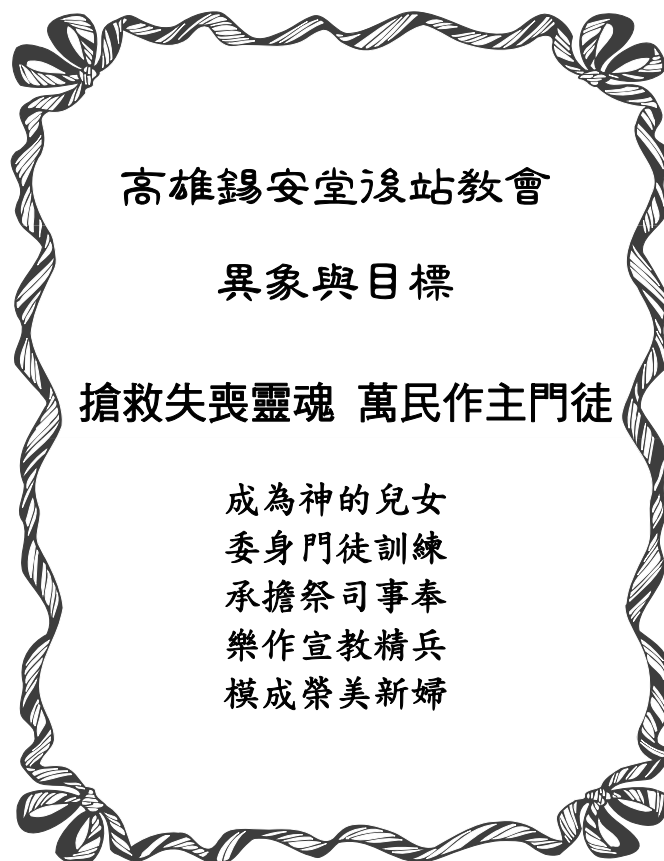 高雄錫安堂後站教會
異象與目標
搶救失喪靈魂 萬民作主門徒
成為神的兒女
委身門徒訓練
承擔祭司事奉
樂作宣教精兵
模成榮美新婦